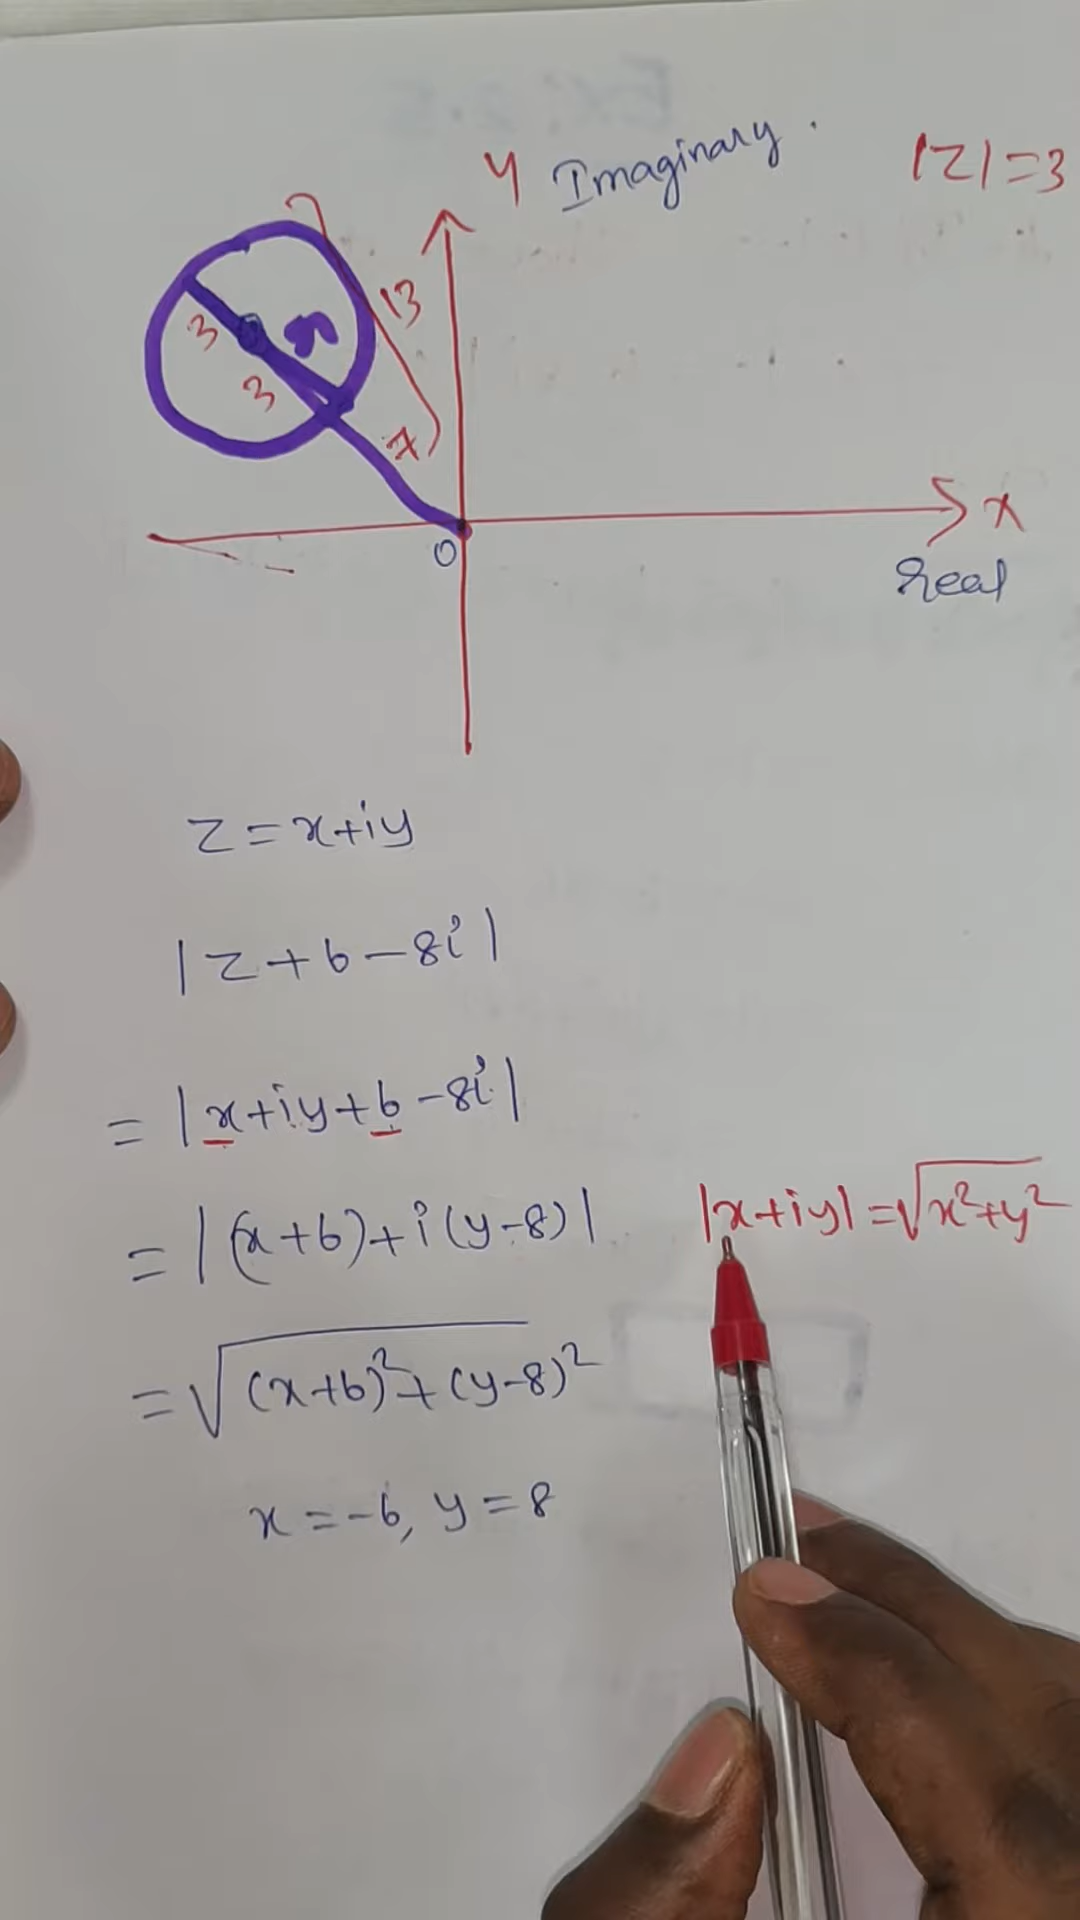 Y Imaginary.
|Z|=3
3
13
3
7
O
X
real
z=x+iy
|z+6-8i|
=|x+iy+6-8i|
=|(x+6)+i(y-8)|
|x+iy|=√x²+y²
=√(x+6)²+(y-8)²
x=-6, y=8